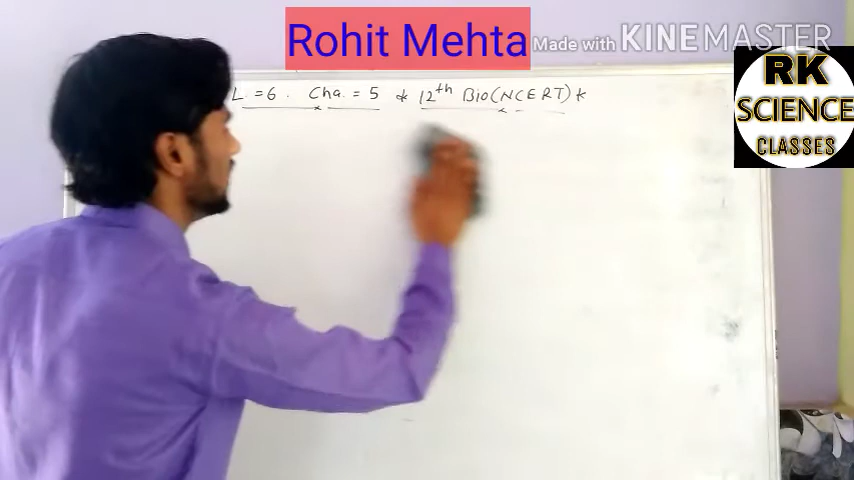 Rohit Mehta
Made with KINEMASTER
RK
SCIENCE
CLASSES
L = 6 . Cha. = 5 * 12th BIO(NCERT)*